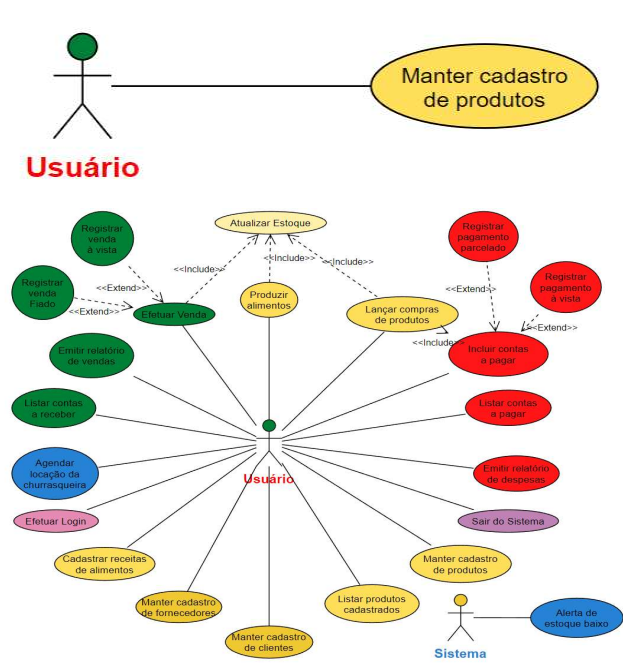 Manter cadastro
de produtos
Usuário
Atualizar Estoque
Registrar
venda
à vista
Registrar
pagamento
parcelado
<<Include>>
<<Include>>
<<Include>>
Registrar
venda
Fiado
<<Extend>>
<<Extend>>
Efetuar Venda
Produzir
alimentos
Lançar compras
de produtos
<<Extend>>
Registrar
pagamento
à vista
<<Extend>>
<<Include>>
Incluir contas
a pagar
Emitir relatório
de vendas
Listar contas
a receber
Listar contas
a pagar
Agendar
locação da
churrasqueira
Usuário
Emitir relatório
de despesas
Efetuar Login
Sair do Sistema
Cadastrar receitas
de alimentos
Manter cadastro
de produtos
Manter cadastro
de fornecedores
Listar produtos
cadastrados
Alerta de
estoque baixo
Manter cadastro
de clientes
Sistema